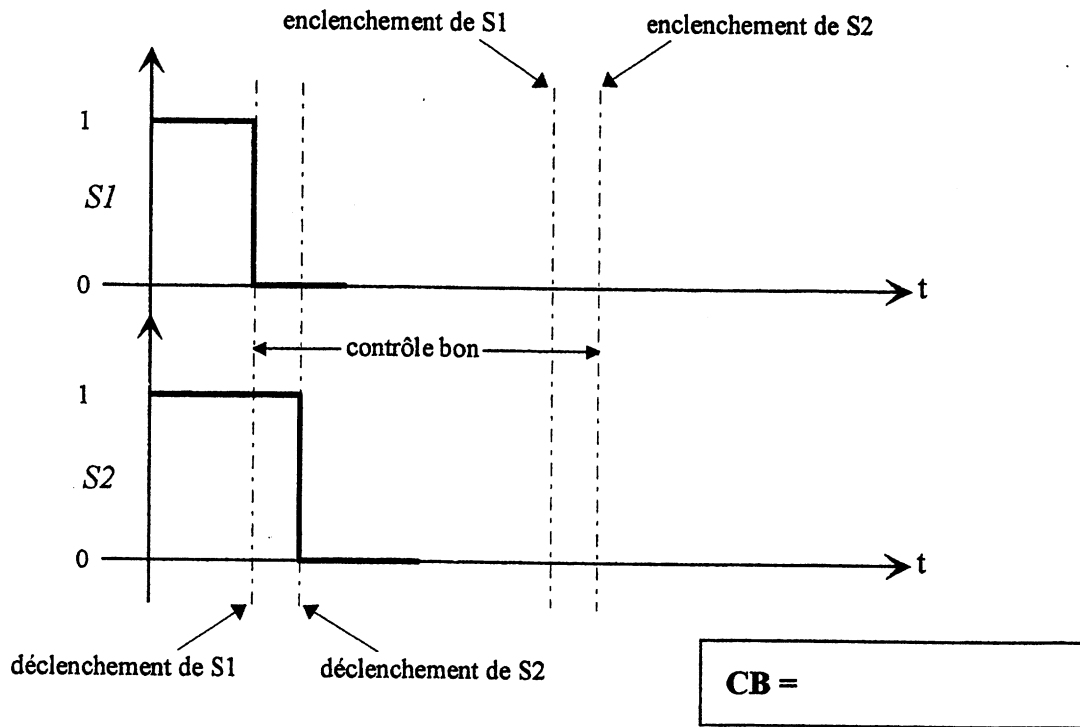 enclenchement de S1
enclenchement de S2
1
S1
0
t
contrôle bon
1
S2
0
t
déclenchement de S1
déclenchement de S2
CB =